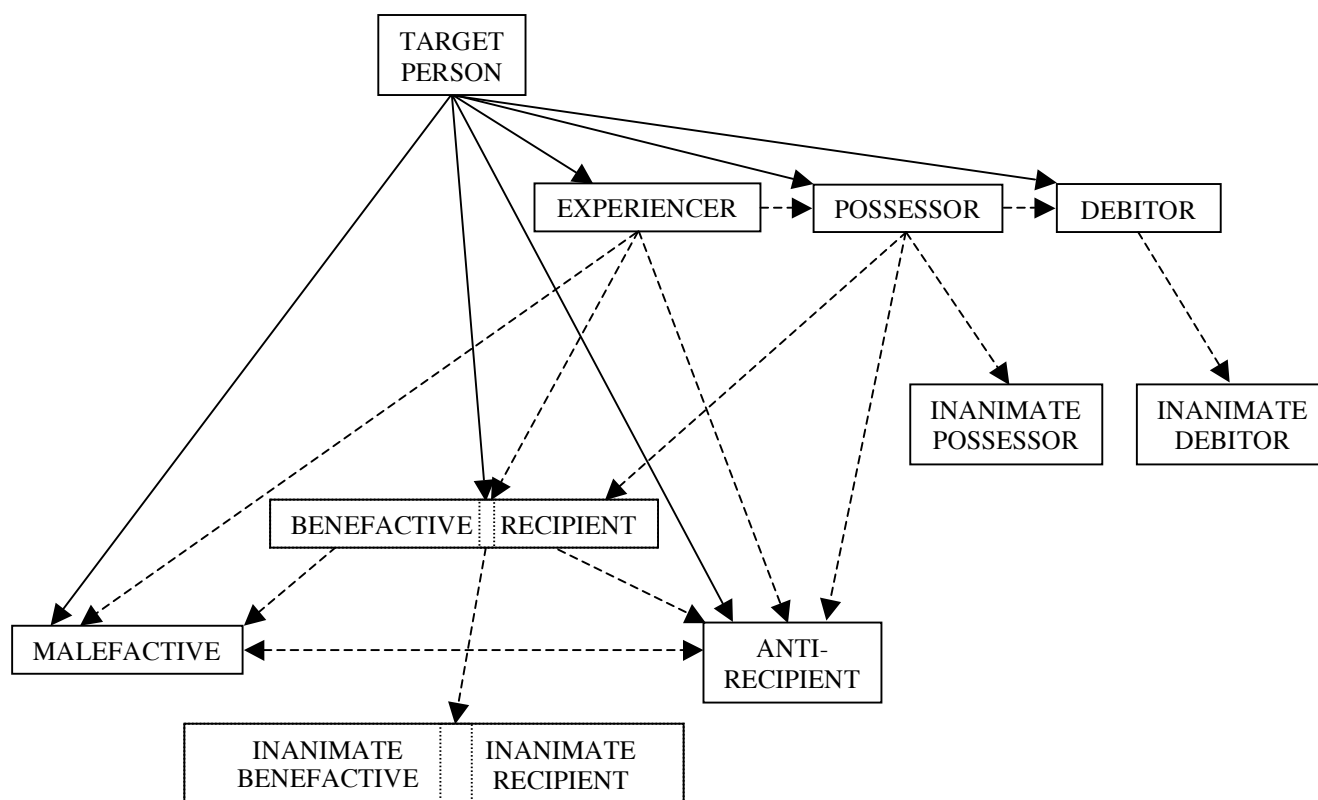 TARGET
PERSON
EXPERIENCER
POSSESSOR
DEBITOR
INANIMATE
POSSESSOR
INANIMATE
DEBITOR
BENEFACTIVE
RECIPIENT
MALEFACTIVE
ANTI-
RECIPIENT
INANIMATE
BENEFACTIVE
INANIMATE
RECIPIENT